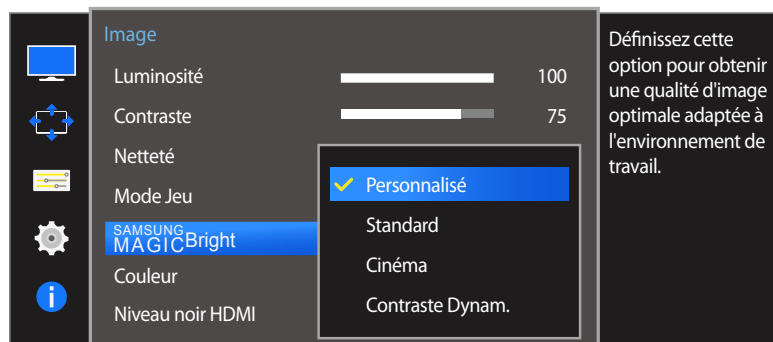 Image
Luminosité 100
Contraste 75
Netteté
Mode Jeu
SAMSUNG
MAGICBright
Couleur
Niveau noir HDMI
Personnalisé
Standard
Cinéma
Contraste Dynam.
Définissez cette
option pour obtenir
une qualité d'image
optimale adaptée à
l'environnement de
travail.